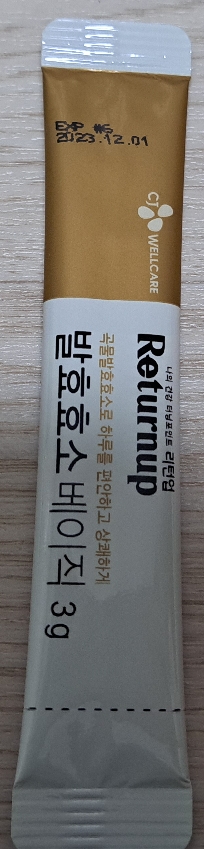 EXP #6
2023.12.01
CJ
WELLCARE
나의 건강 터닝포인트 리턴업
Returnup
곡물발효효소로 하루를 편안하고 상쾌하게
발효효소 베이직 3g